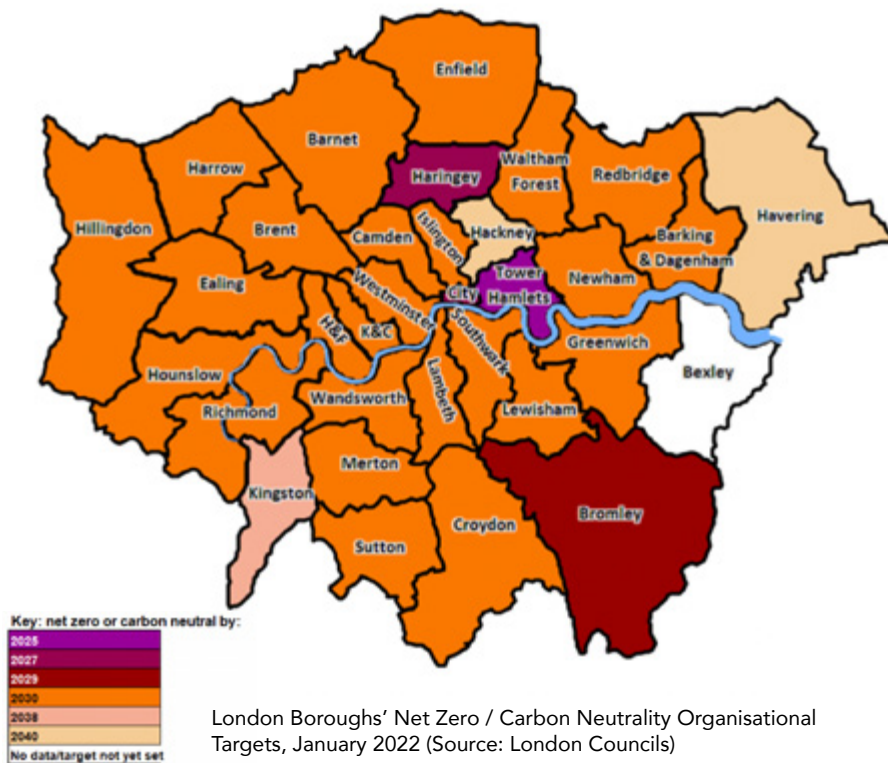 Enfield
Barnet
Harrow
Haringey
Waltham
Forest
Redbridge
Hillingdon
Brent
Camden
Islington
Hackney
Havering
Barking
& Dagenham
Ealing
Westminster
City
Tower
Hamlets
Newham
H&F
K&C
Southwark
Greenwich
Hounslow
Bexley
Richmond
Wandsworth
Lambeth
Lewisham
Merton
Kingston
Sutton
Croydon
Bromley
Key: net zero or carbon neutral by:
2025
2027
2029
2030
2038
2040
No data/target not yet set
London Boroughs' Net Zero / Carbon Neutrality Organisational
Targets, January 2022 (Source: London Councils)